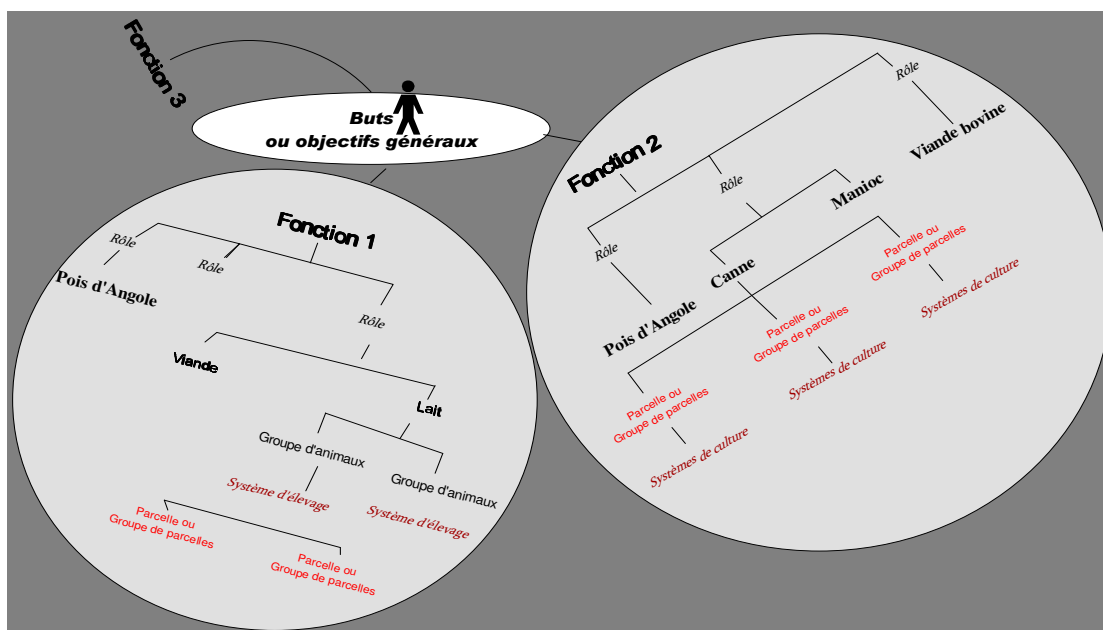 Fonction 3
Buts
ou objectifs généraux
Fonction 1
Rôle
Rôle
Pois d'Angole
Rôle
Viande
Lait
Groupe d'animaux
Groupe d'animaux
Système d'élevage
Système d'élevage
Parcelle ou
Groupe de parcelles
Parcelle ou
Groupe de parcelles
Fonction 2
Rôle
Viande bovine
Rôle
Manioc
Rôle
Canne
Pois d'Angole
Parcelle ou
Groupe de parcelles
Systèmes de culture
Parcelle ou
Groupe de parcelles
Systèmes de culture
Parcelle ou
Groupe de parcelles
Systèmes de culture